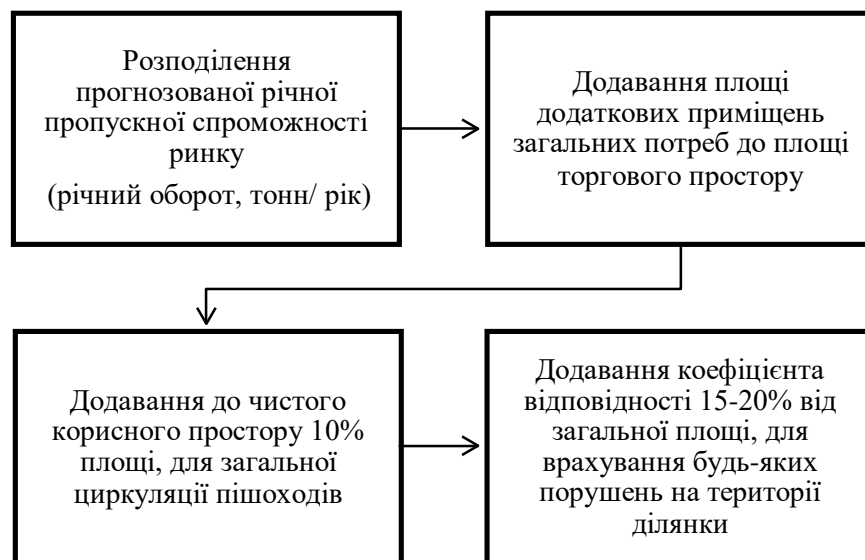 Розподілення
прогнозованої річної
пропускної спроможності
ринку
(річний оборот, тонн/ рік)
Додавання площі
додаткових приміщень
загальних потреб до площі
торгового простору
Додавання до чистого
корисного простору 10%
площі, для загальної
циркуляції пішоходів
Додавання коефіцієнта
відповідності 15-20% від
загальної площі, для
врахування будь-яких
порушень на території
ділянки